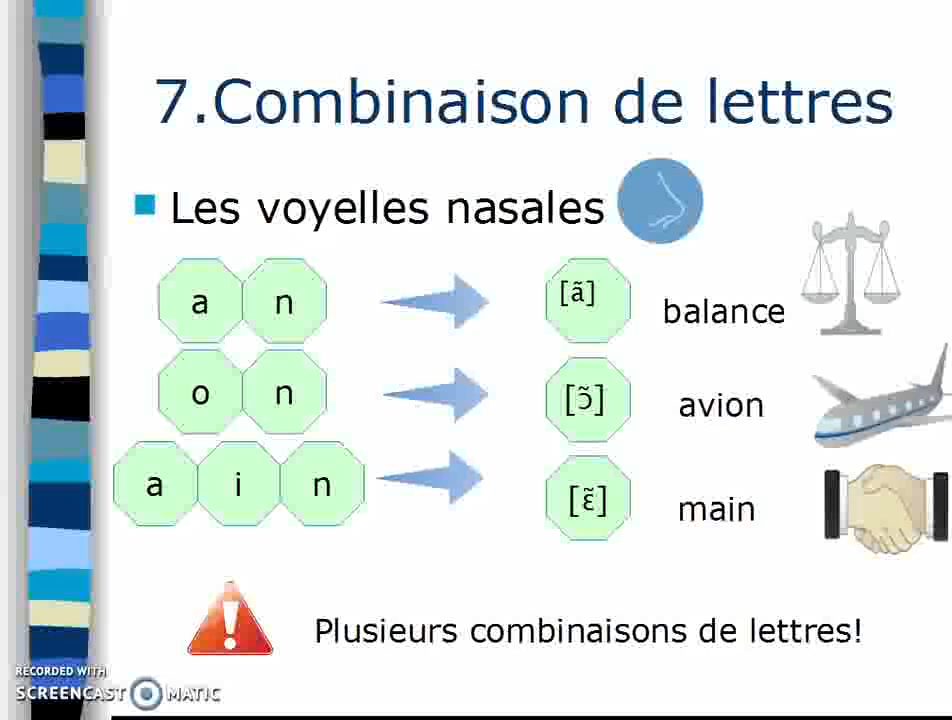 7.Combinaison de lettres
Les voyelles nasales
a n [ã] balance
o n [ɔ̃] avion
a i n [ɛ̃] main
Plusieurs combinaisons de lettres!
RECORDED WITH
SCREENCAST MATIC